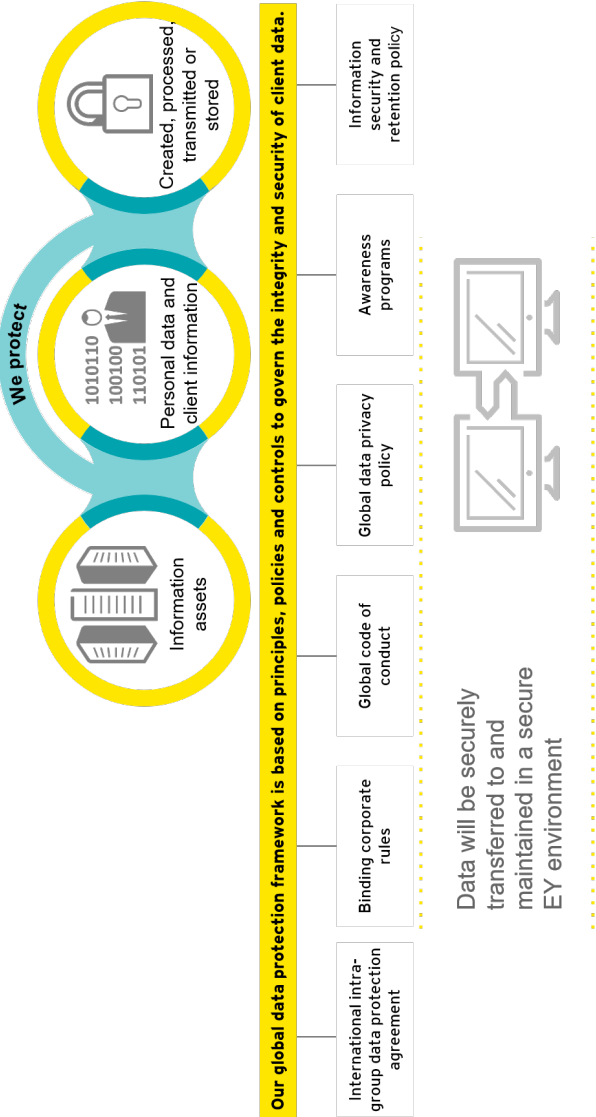 We protect
Information
assets
1010110
100100
110101
Personal data and
client information
Created, processed,
transmitted or
stored
Our global data protection framework is based on principles, policies and controls to govern the integrity and security of client data.
International intra-
group data protection
agreement
Binding corporate
rules
Global code of
conduct
Global data privacy
policy
Awareness
programs
Information
security and
retention policy
Data will be securely
transferred to and
maintained in a secure
EY environment